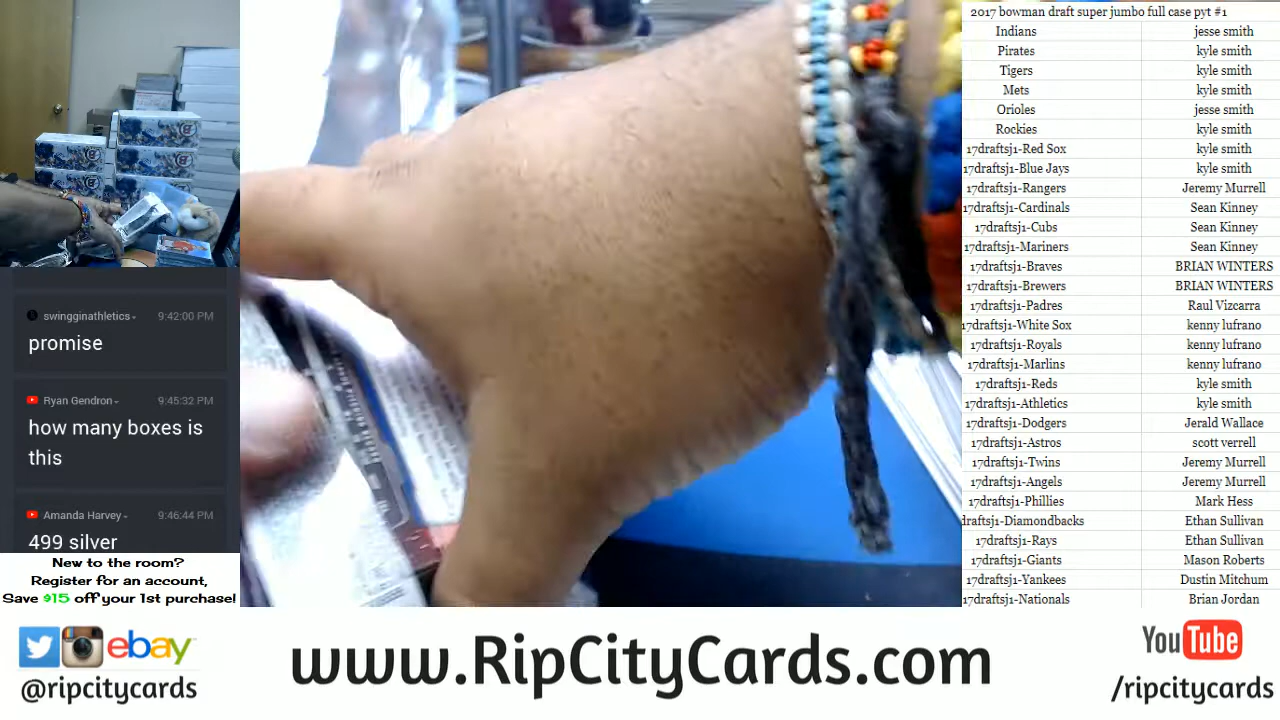 swingginathletics 9:42:00 PM
promise
Ryan Gendron 9:45:32 PM
how many boxes is
this
Amanda Harvey 9:46:44 PM
499 silver
New to the room?
Register for an account,
Save $15 off your 1st purchase!
2017 bowman draft super jumbo full case pyt #1
Indians jesse smith
Pirates kyle smith
Tigers kyle smith
Mets kyle smith
Orioles jesse smith
Rockies kyle smith
17draftsj1-Red Sox kyle smith
17draftsj1-Blue Jays kyle smith
17draftsj1-Rangers Jeremy Murrell
17draftsj1-Cardinals Sean Kinney
17draftsj1-Cubs Sean Kinney
17draftsj1-Mariners Sean Kinney
17draftsj1-Braves BRIAN WINTERS
17draftsj1-Brewers BRIAN WINTERS
17draftsj1-Padres Raul Vizcarra
17draftsj1-White Sox kenny lufrano
17draftsj1-Royals kenny lufrano
17draftsj1-Marlins kenny lufrano
17draftsj1-Reds kyle smith
17draftsj1-Athletics kyle smith
17draftsj1-Dodgers Jerald Wallace
17draftsj1-Astros scott verrell
17draftsj1-Twins Jeremy Murrell
17draftsj1-Angels Jeremy Murrell
17draftsj1-Phillies Mark Hess
draftsj1-Diamondbacks Ethan Sullivan
17draftsj1-Rays Ethan Sullivan
17draftsj1-Giants Mason Roberts
17draftsj1-Yankees Dustin Mitchum
17draftsj1-Nationals Brian Jordan
ebay
@ripcitycards
www.RipCityCards.com
YouTube
/ripcitycards